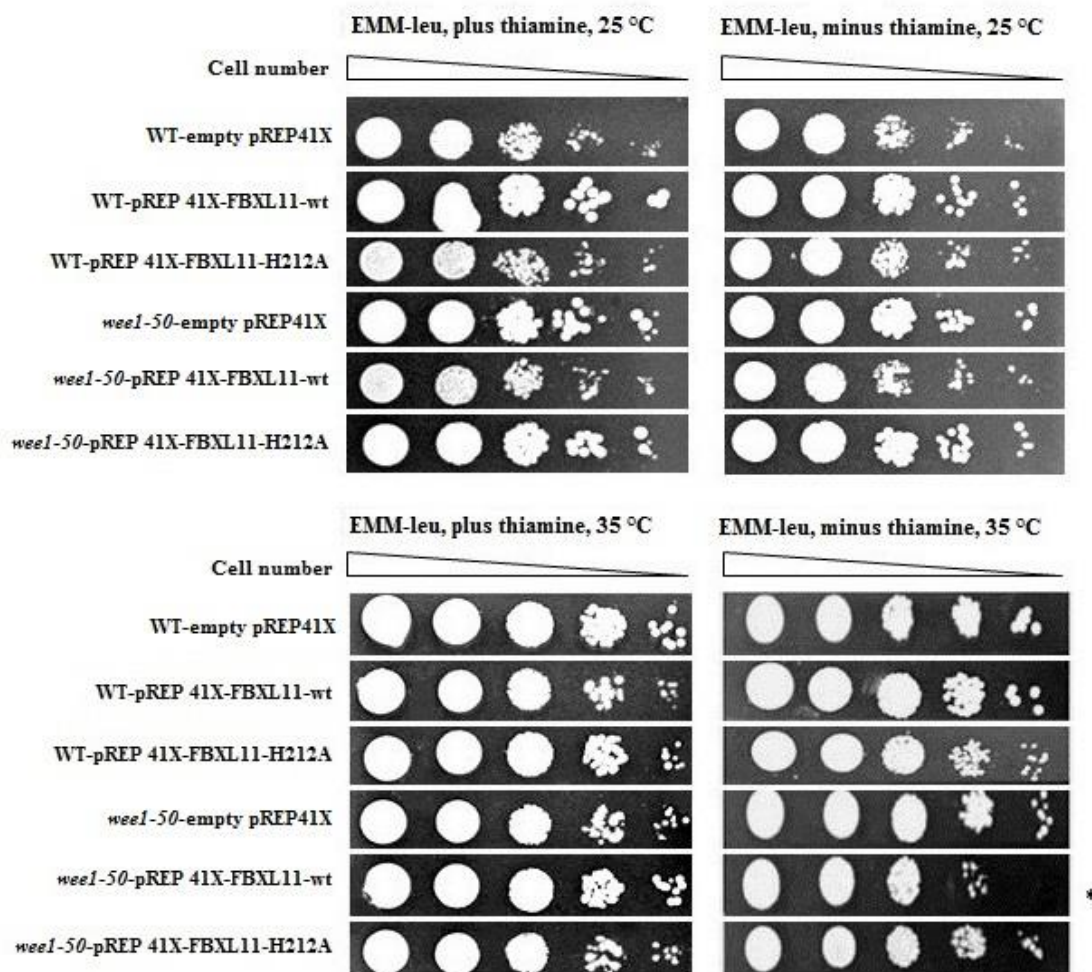 EMM-leu, plus thiamine, 25 °C
EMM-leu, minus thiamine, 25 °C
Cell number
WT-empty pREP41X
WT-pREP 41X-FBXL11-wt
WT-pREP 41X-FBXL11-H212A
wee1-50-empty pREP41X
wee1-50-pREP 41X-FBXL11-wt
wee1-50-pREP 41X-FBXL11-H212A
EMM-leu, plus thiamine, 35 °C
EMM-leu, minus thiamine, 35 °C
Cell number
WT-empty pREP41X
WT-pREP 41X-FBXL11-wt
WT-pREP 41X-FBXL11-H212A
wee1-50-empty pREP41X
wee1-50-pREP 41X-FBXL11-wt
*
wee1-50-pREP 41X-FBXL11-H212A